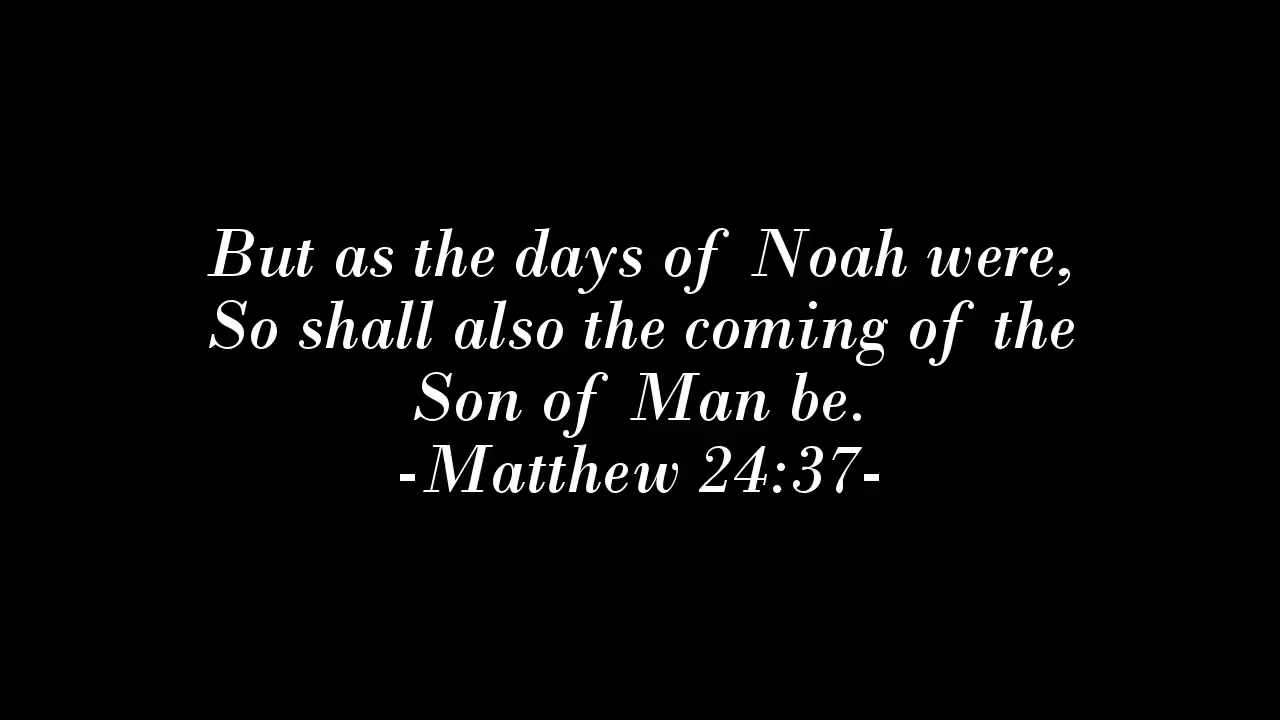 But as the days of Noah were,
So shall also the coming of the
Son of Man be.
-Matthew 24:37-